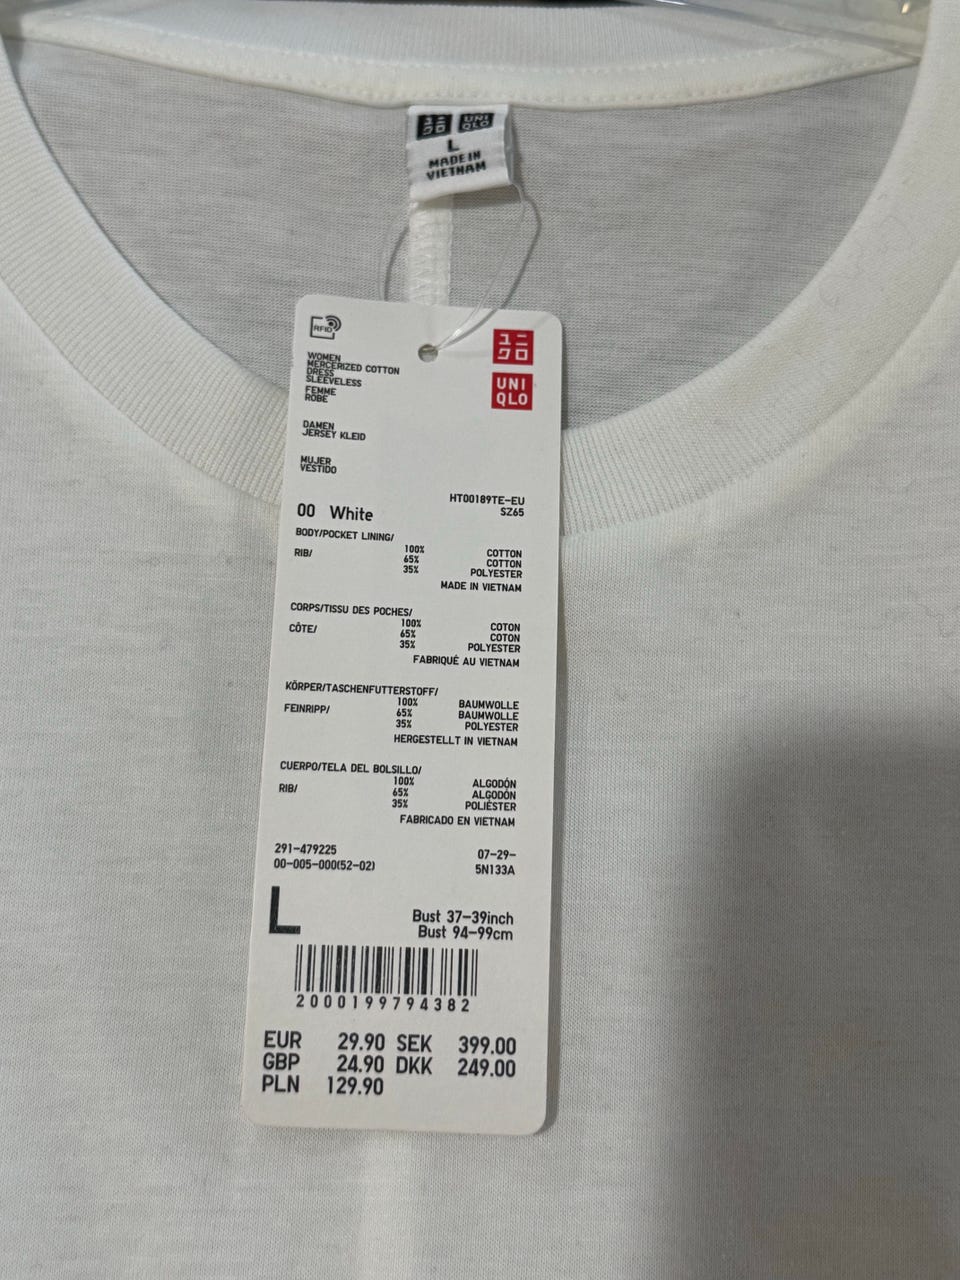 ユニ UNI
クロ QLO
L
MADE IN
VIETNAM
RFID
ユニ
クロ
UNI
QLO
WOMEN
MERCERIZED COTTON
DRESS
SLEEVELESS
FEMME
ROBE
DAMEN
JERSEY KLEID
MUJER
VESTIDO
HT00189TE-EU
00 White SZ65
BODY/POCKET LINING/
100% COTTON
RIB/ 65% COTTON
35% POLYESTER
MADE IN VIETNAM
CORPS/TISSU DES POCHES/
100% COTON
CÔTE/ 65% COTON
35% POLYESTER
FABRIQUÉ AU VIETNAM
KÖRPER/TASCHENFUTTERSTOFF/
100% BAUMWOLLE
FEINRIPP/ 65% BAUMWOLLE
35% POLYESTER
HERGESTELLT IN VIETNAM
CUERPO/TELA DEL BOLSILLO/
100% ALGODÓN
RIB/ 65% ALGODÓN
35% POLIÉSTER
FABRICADO EN VIETNAM
291-479225 07-29-
00-005-000(52-02) 5N133A
L
Bust 37-39inch
Bust 94-99cm
2000199794382
EUR 29.90 SEK 399.00
GBP 24.90 DKK 249.00
PLN 129.90